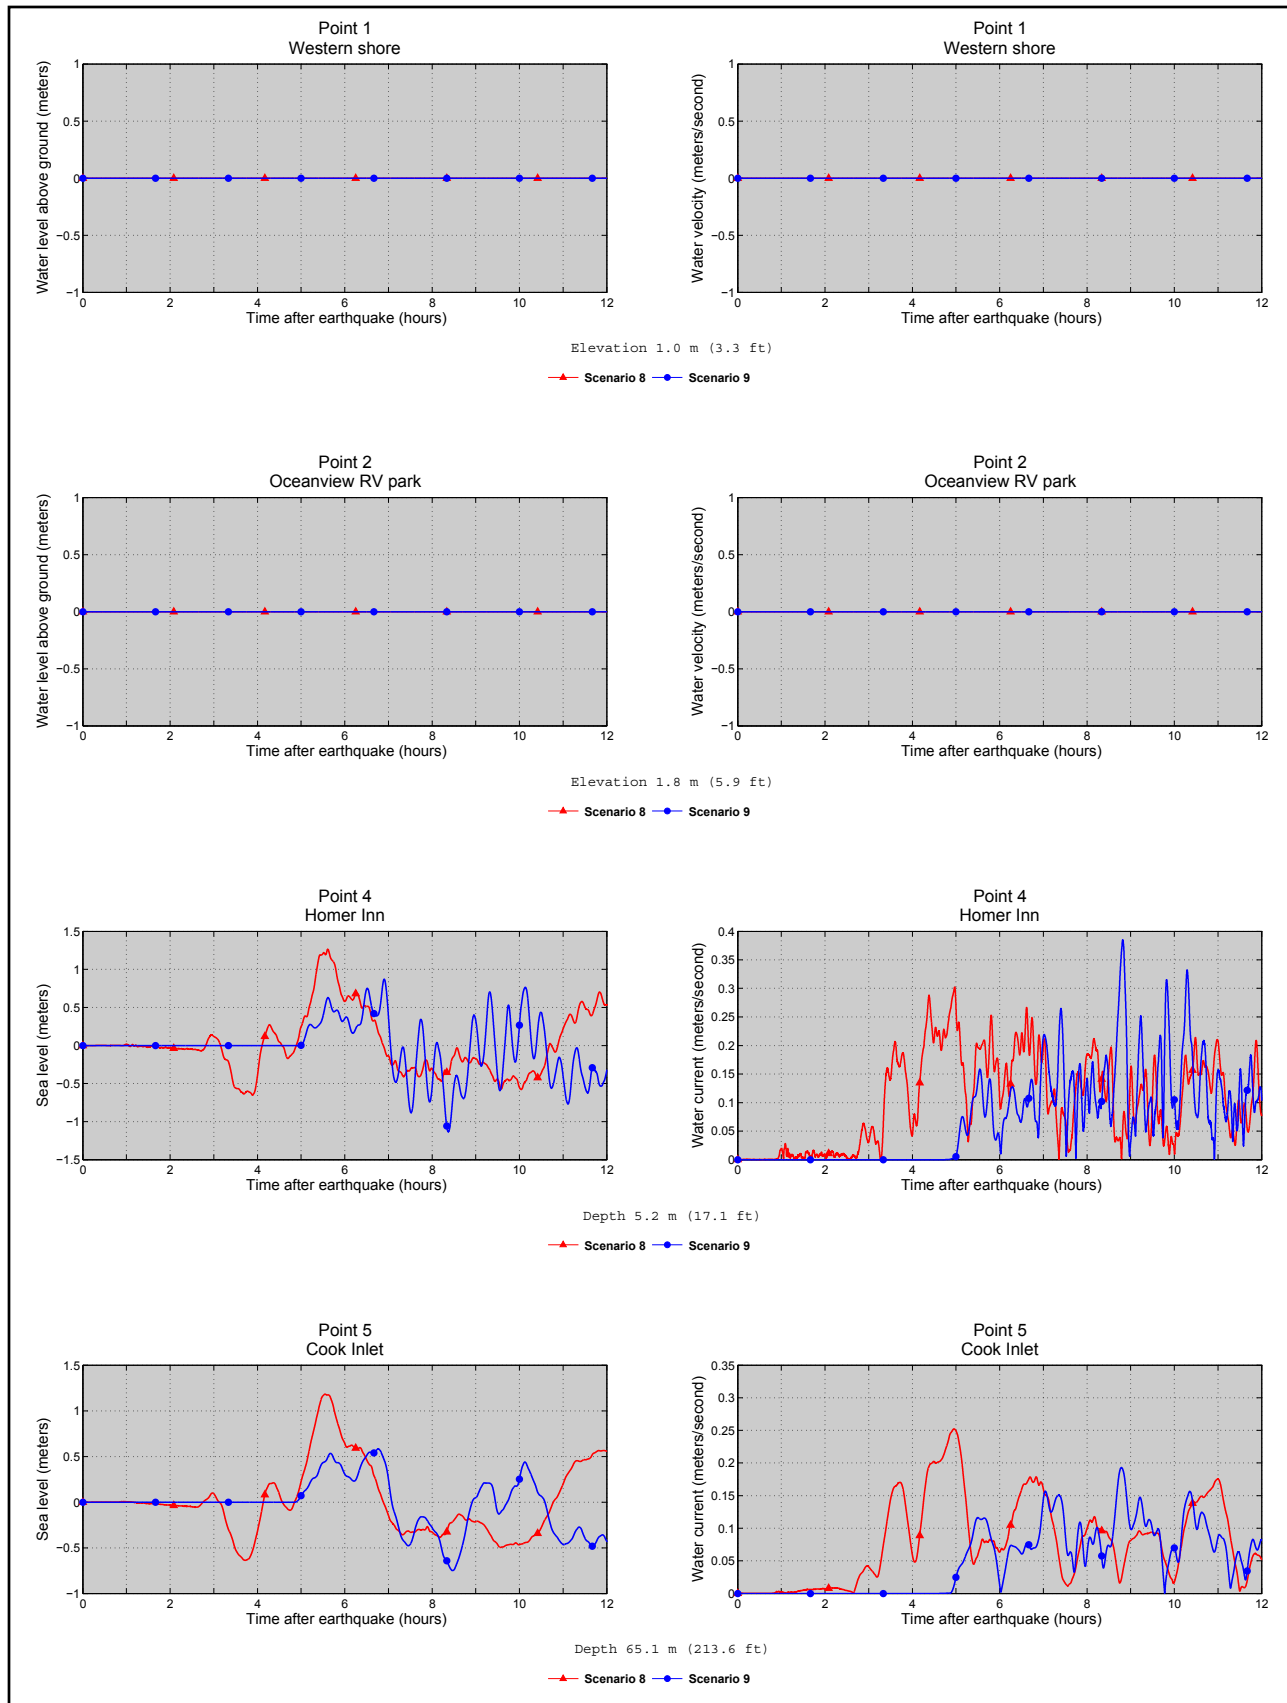 Point 1
Western shore
Water level above ground (meters)
1
0.5
0
−0.5
−1
0 2 4 6 8 10 12
Time after earthquake (hours)
Point 1
Western shore
Water velocity (meters/second)
1
0.5
0
−0.5
−1
0 2 4 6 8 10 12
Time after earthquake (hours)
Elevation 1.0 m (3.3 ft)
Scenario 8 Scenario 9
Point 2
Oceanview RV park
Water level above ground (meters)
1
0.5
0
−0.5
−1
0 2 4 6 8 10 12
Time after earthquake (hours)
Point 2
Oceanview RV park
Water velocity (meters/second)
1
0.5
0
−0.5
−1
0 2 4 6 8 10 12
Time after earthquake (hours)
Elevation 1.8 m (5.9 ft)
Scenario 8 Scenario 9
Point 4
Homer Inn
Sea level (meters)
1.5
1
0.5
0
−0.5
−1
−1.5
0 2 4 6 8 10 12
Time after earthquake (hours)
Point 4
Homer Inn
Water current (meters/second)
0.4
0.35
0.3
0.25
0.2
0.15
0.1
0.05
0
0 2 4 6 8 10 12
Time after earthquake (hours)
Depth 5.2 m (17.1 ft)
Scenario 8 Scenario 9
Point 5
Cook Inlet
Sea level (meters)
1.5
1
0.5
0
−0.5
−1
0 2 4 6 8 10 12
Time after earthquake (hours)
Point 5
Cook Inlet
Water current (meters/second)
0.35
0.3
0.25
0.2
0.15
0.1
0.05
0
0 2 4 6 8 10 12
Time after earthquake (hours)
Depth 65.1 m (213.6 ft)
Scenario 8 Scenario 9